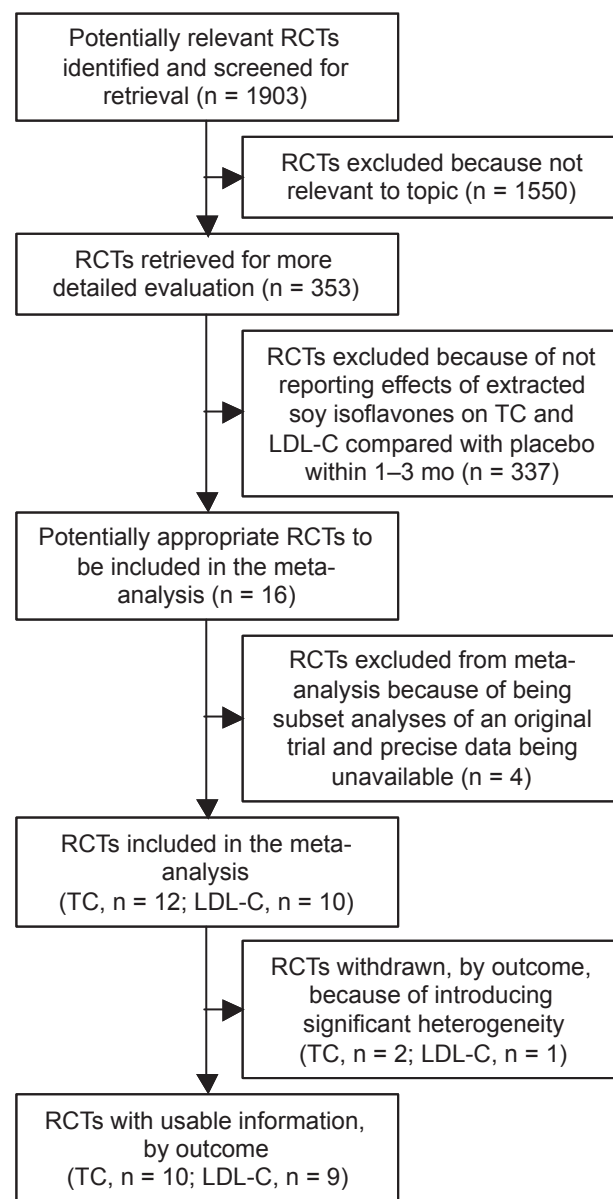 Potentially relevant RCTs
identified and screened for
retrieval (n = 1903)
RCTs excluded because not
relevant to topic (n = 1550)
RCTs retrieved for more
detailed evaluation (n = 353)
RCTs excluded because of not
reporting effects of extracted
soy isoflavones on TC and
LDL-C compared with placebo
within 1–3 mo (n = 337)
Potentially appropriate RCTs to
be included in the meta-
analysis (n = 16)
RCTs excluded from meta-
analysis because of being
subset analyses of an original
trial and precise data being
unavailable (n = 4)
RCTs included in the meta-
analysis
(TC, n = 12; LDL-C, n = 10)
RCTs withdrawn, by outcome,
because of introducing
significant heterogeneity
(TC, n = 2; LDL-C, n = 1)
RCTs with usable information,
by outcome
(TC, n = 10; LDL-C, n = 9)